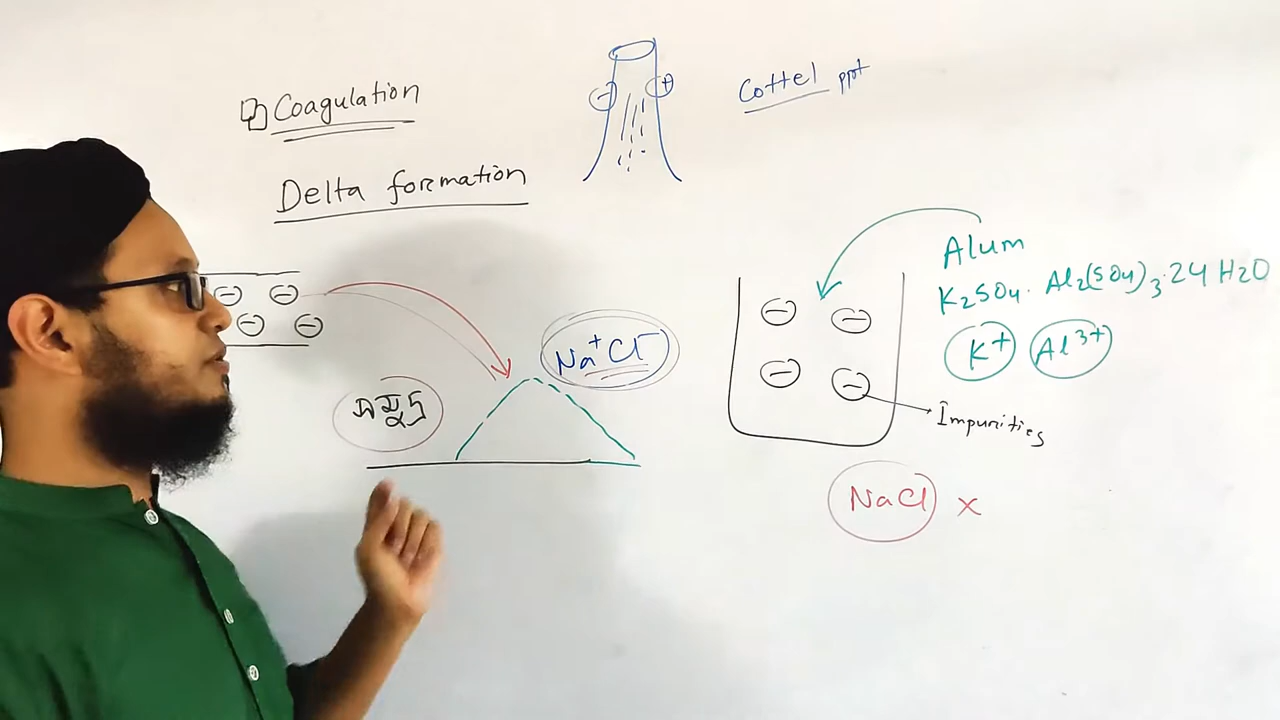 Coagulation
Cottel ppt
Delta formation
Alum
K₂SO₄. Al₂(SO₄)₃.24 H₂O
Na⁺Cl⁻
K⁺ Al³⁺
সমুদ্র
Impurities
NaCl x